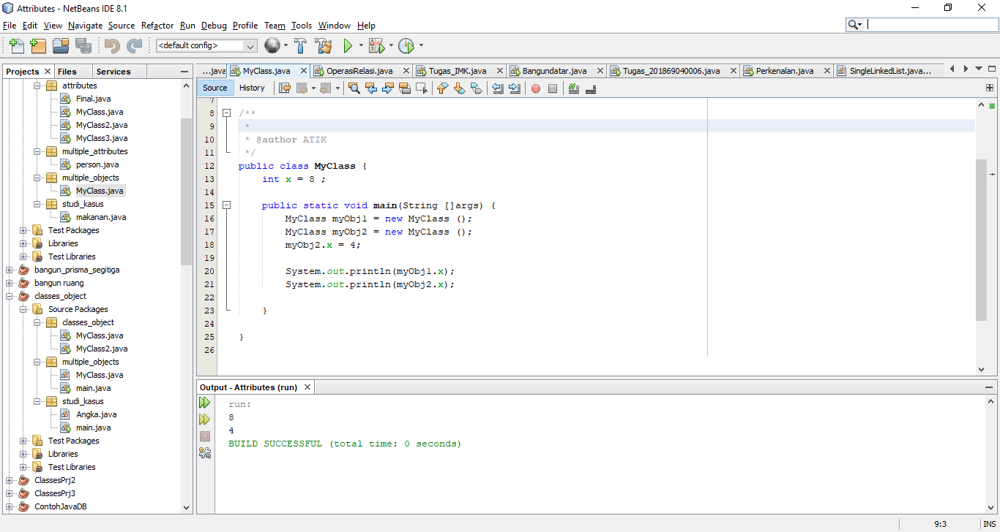 Attributes - NetBeans IDE 8.1
File Edit View Navigate Source Refactor Run Debug Profile Team Tools Window Help
<default config>
Projects Files Services
attributes
Final.java
MyClass.java
MyClass2.java
MyClass3.java
multiple_attributes
person.java
multiple_objects
MyClass.java
studi_kasus
makanan.java
Test Packages
Libraries
Test Libraries
bangun_prisma_segitiga
bangun ruang
classes_object
Source Packages
classes_object
MyClass.java
MyClass2.java
multiple_objects
MyClass.java
main.java
studi_kasus
Angka.java
main.java
Test Packages
Libraries
Test Libraries
ClassesPrj2
ClassesPrj3
ContohJavaDB
...java MyClass.java OperasiRelasi.java Tugas_IMK.java Bangundatar.java Tugas_201869040006.java Perkenalan.java SingleLinkedList.java...
Source History
7
8 /**
9 *
10 * @author ATIK
11 */
12 public class MyClass {
13 int x = 8 ;
14
15 public static void main(String []args) {
16 MyClass myObj1 = new MyClass ();
17 MyClass myObj2 = new MyClass ();
18 myObj2.x = 4;
19
20 System.out.println(myObj1.x);
21 System.out.println(myObj2.x);
22
23 }
24
25 }
26
Output - Attributes (run)
run:
8
4
BUILD SUCCESSFUL (total time: 0 seconds)
9:3 INS